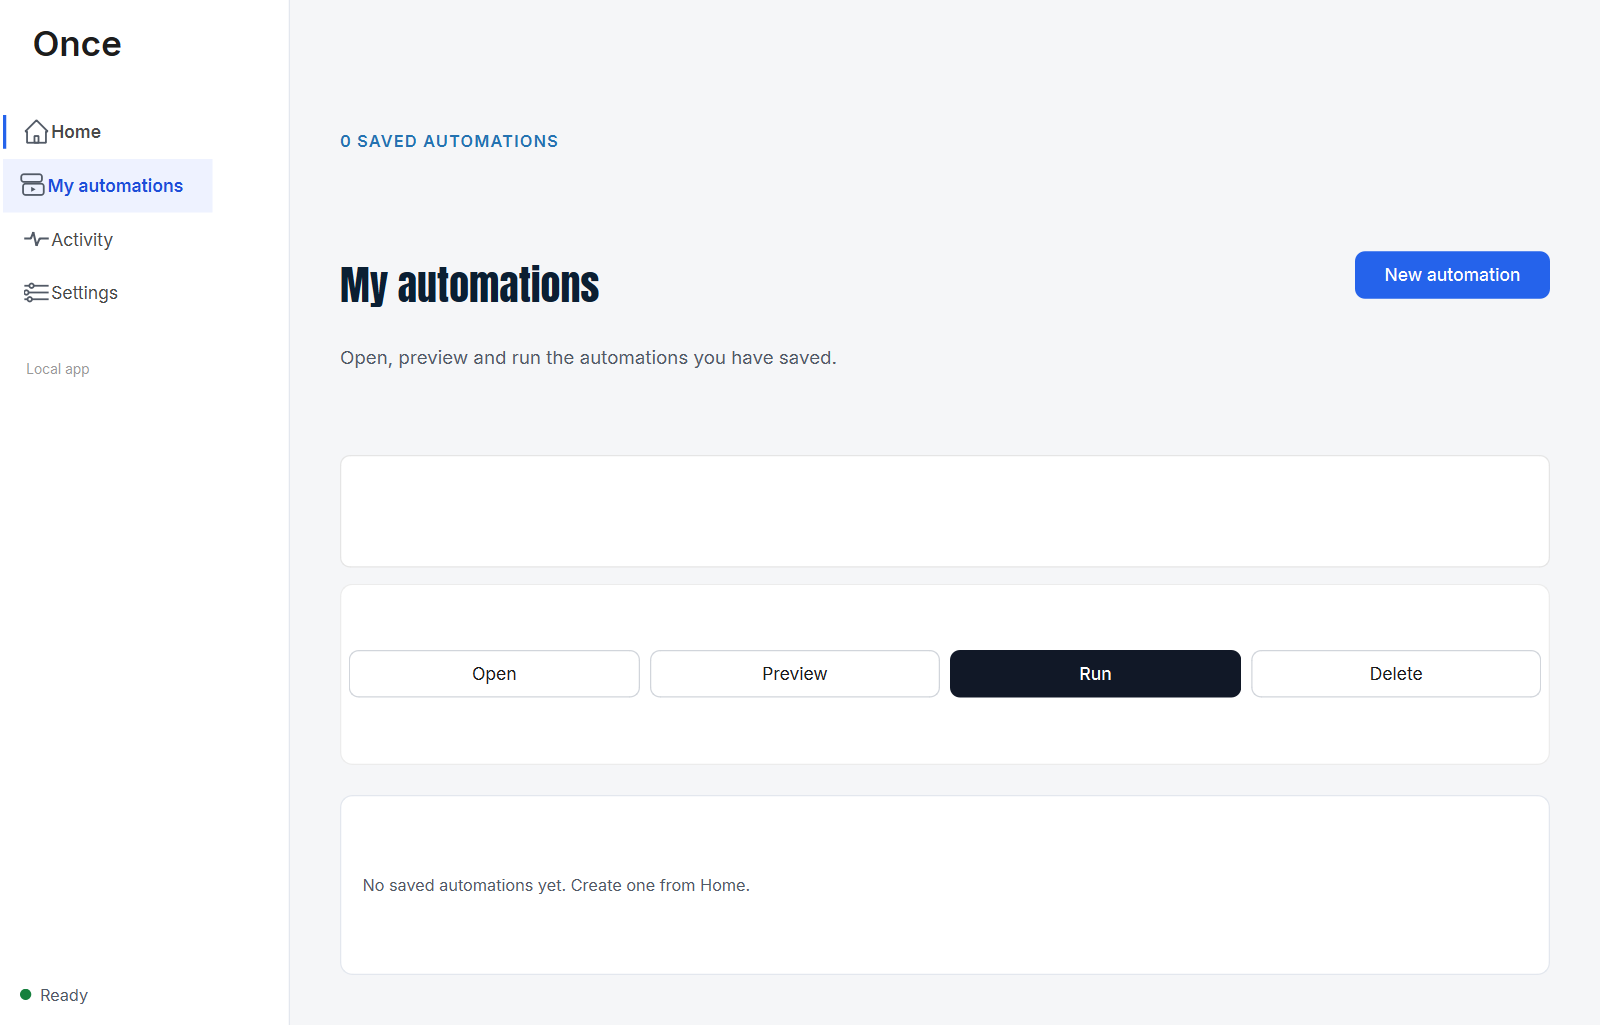 Once
Home
My automations
Activity
Settings
Local app
Ready
0 SAVED AUTOMATIONS
My automations
New automation
Open, preview and run the automations you have saved.
Open
Preview
Run
Delete
No saved automations yet. Create one from Home.